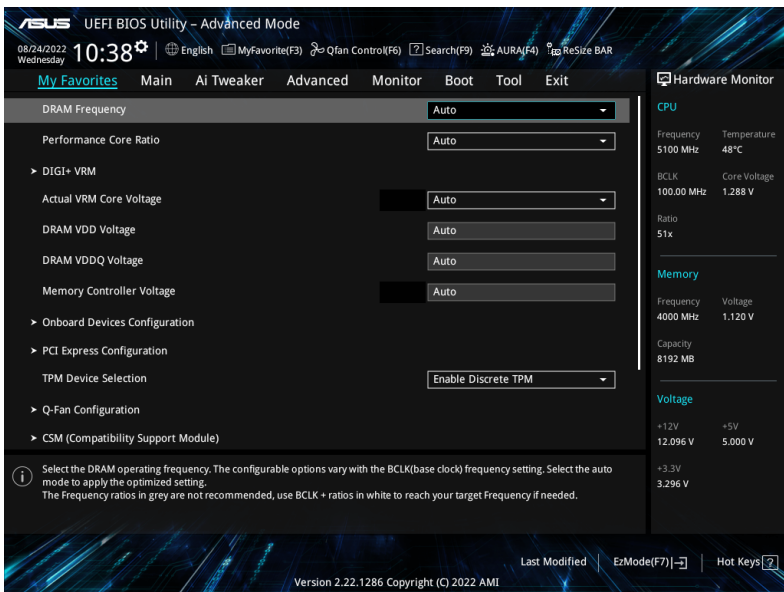 ASUS UEFI BIOS Utility – Advanced Mode
08/24/2022
Wednesday
10:38
English MyFavorite(F3) Qfan Control(F6) ? Search(F9) AURA(F4) ReSize BAR
My Favorites Main Ai Tweaker Advanced Monitor Boot Tool Exit
DRAM Frequency Auto
Performance Core Ratio Auto
> DIGI+ VRM
Actual VRM Core Voltage Auto
DRAM VDD Voltage Auto
DRAM VDDQ Voltage Auto
Memory Controller Voltage Auto
> Onboard Devices Configuration
> PCI Express Configuration
TPM Device Selection Enable Discrete TPM
> Q-Fan Configuration
> CSM (Compatibility Support Module)
i
Select the DRAM operating frequency. The configurable options vary with the BCLK(base clock) frequency setting. Select the auto
mode to apply the optimized setting.
The Frequency ratios in grey are not recommended, use BCLK + ratios in white to reach your target Frequency if needed.
Hardware Monitor
CPU
Frequency Temperature
5100 MHz 48°C
BCLK Core Voltage
100.00 MHz 1.288 V
Ratio
51x
Memory
Frequency Voltage
4000 MHz 1.120 V
Capacity
8192 MB
Voltage
+12V +5V
12.096 V 5.000 V
+3.3V
3.296 V
Last Modified EzMode(F7) Hot Keys ?
Version 2.22.1286 Copyright (C) 2022 AMI